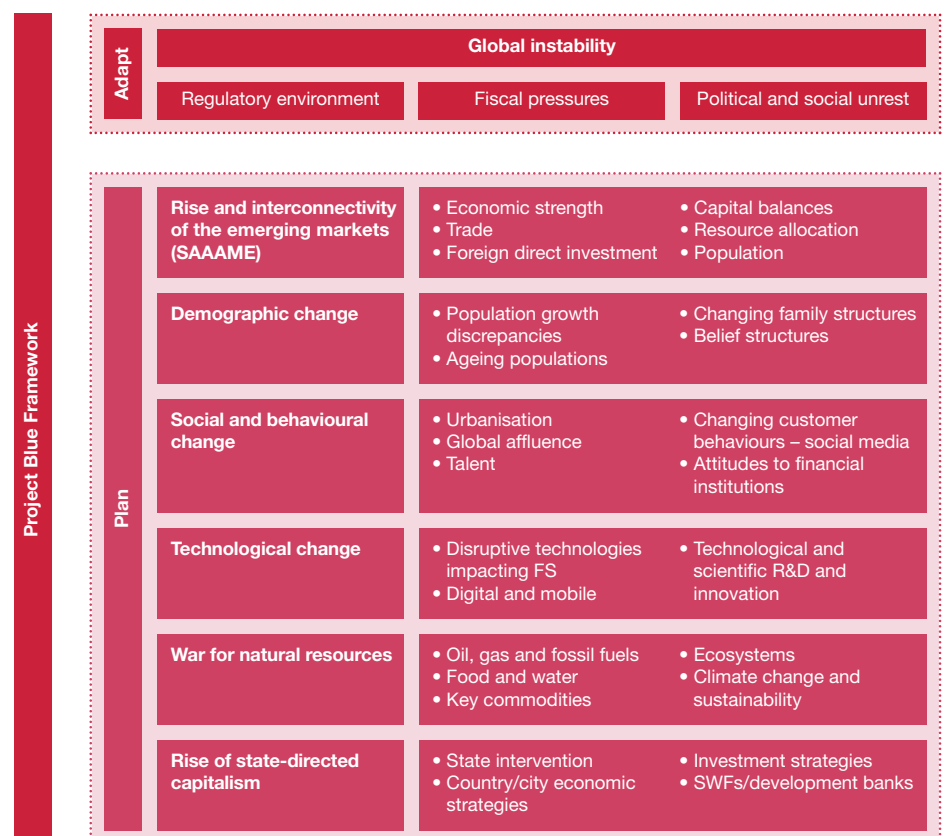 Project Blue Framework
Adapt
Global instability
Regulatory environment
Fiscal pressures
Political and social unrest
Plan
Rise and interconnectivity
of the emerging markets
(SAAAME)
• Economic strength
• Trade
• Foreign direct investment
• Capital balances
• Resource allocation
• Population
Demographic change
• Population growth
discrepancies
• Ageing populations
• Changing family structures
• Belief structures
Social and behavioural
change
• Urbanisation
• Global affluence
• Talent
• Changing customer
behaviours – social media
• Attitudes to financial
institutions
Technological change
• Disruptive technologies
impacting FS
• Digital and mobile
• Technological and
scientific R&D and
innovation
War for natural resources
• Oil, gas and fossil fuels
• Food and water
• Key commodities
• Ecosystems
• Climate change and
sustainability
Rise of state-directed
capitalism
• State intervention
• Country/city economic
strategies
• Investment strategies
• SWFs/development banks